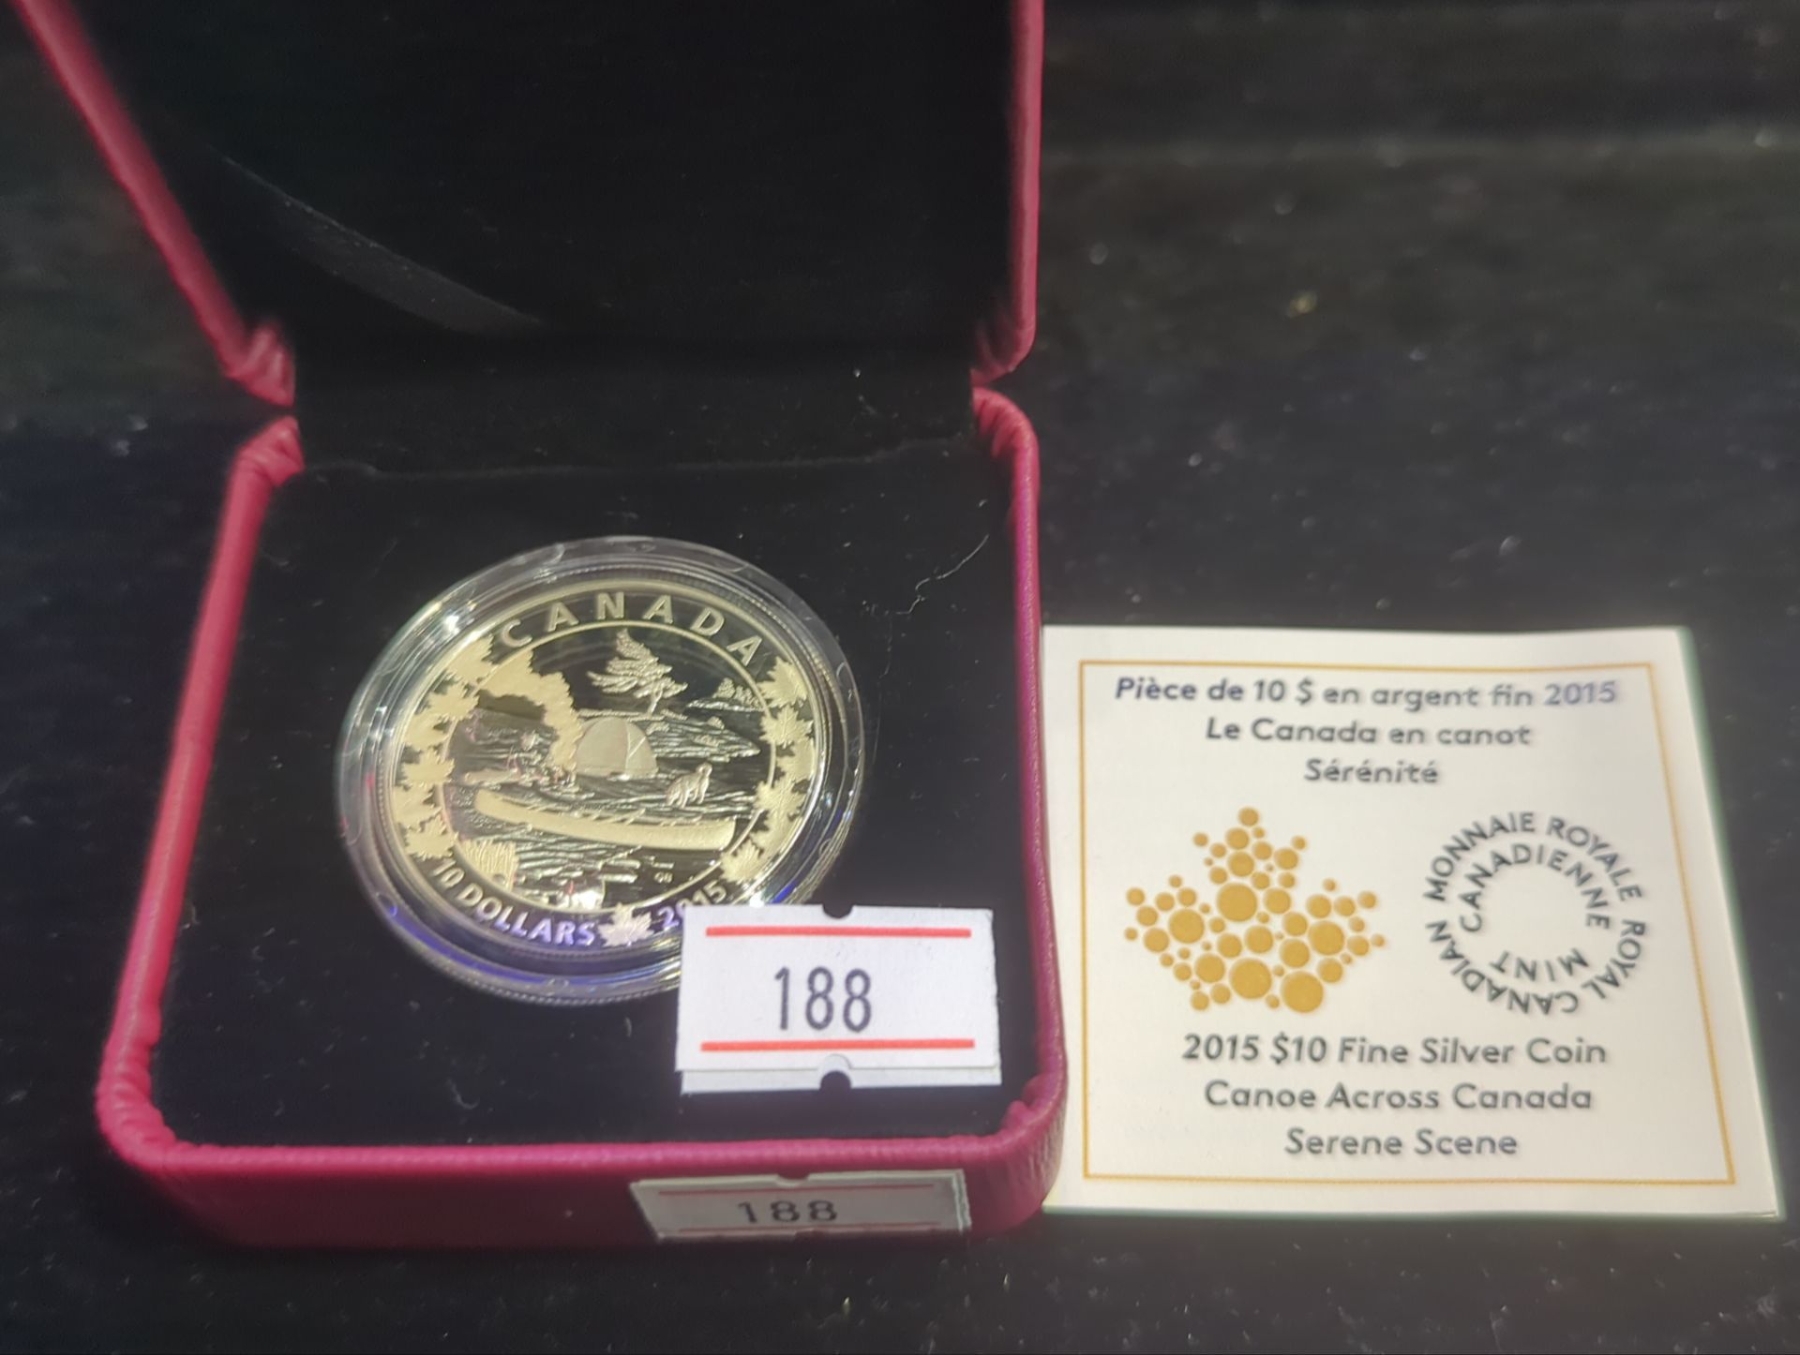 CANADA
10 DOLLARS 2015
188
188
Pièce de 10 $ en argent fin 2015
Le Canada en canot
Sérénité
MONNAIE ROYALE CANADIENNE
ROYAL CANADIAN MINT
2015 $10 Fine Silver Coin
Canoe Across Canada
Serene Scene